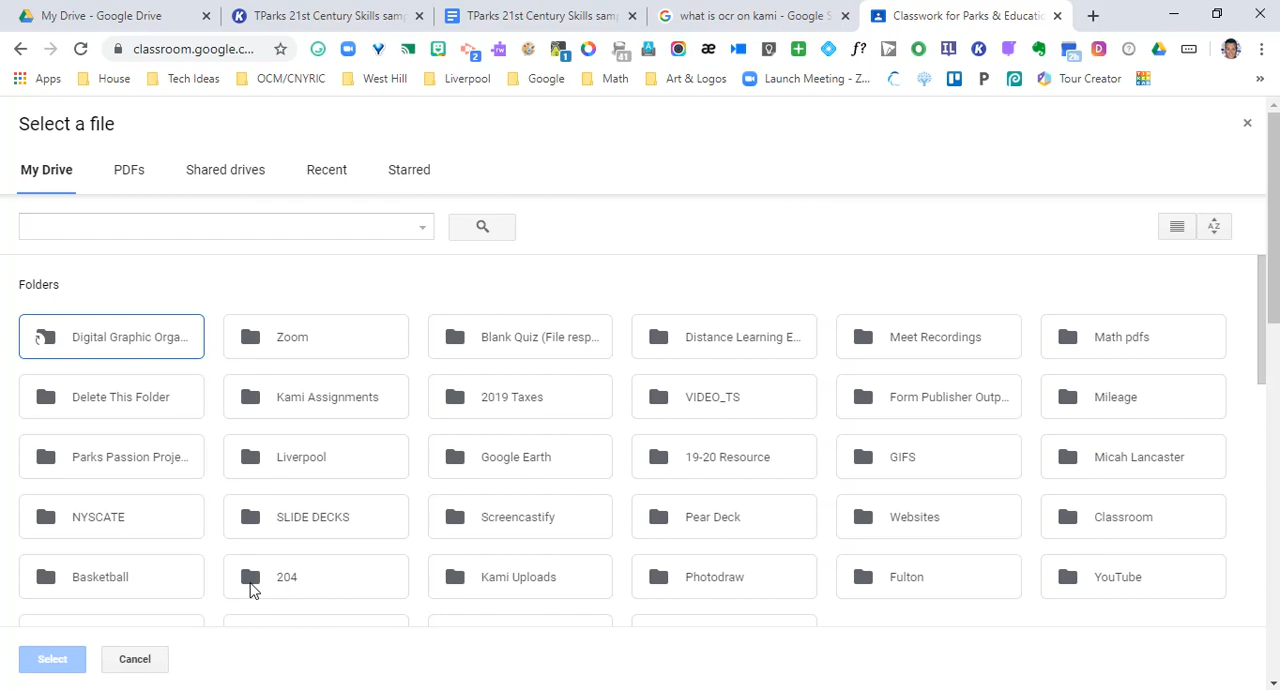 My Drive - Google Drive
TParks 21st Century Skills samp
TParks 21st Century Skills samp
what is ocr on kami - Google S
Classwork for Parks & Educatio
classroom.google.c...
Apps
House
Tech Ideas
OCM/CNYRIC
West Hill
Liverpool
Google
Math
Art & Logos
Launch Meeting - Z...
Tour Creator
Select a file
My Drive
PDFs
Shared drives
Recent
Starred
Folders
Digital Graphic Orga...
Zoom
Blank Quiz (File resp...
Distance Learning E...
Meet Recordings
Math pdfs
Delete This Folder
Kami Assignments
2019 Taxes
VIDEO_TS
Form Publisher Outp...
Mileage
Parks Passion Proje...
Liverpool
Google Earth
19-20 Resource
GIFS
Micah Lancaster
NYSCATE
SLIDE DECKS
Screencastify
Pear Deck
Websites
Classroom
Basketball
204
Kami Uploads
Photodraw
Fulton
YouTube
Select
Cancel